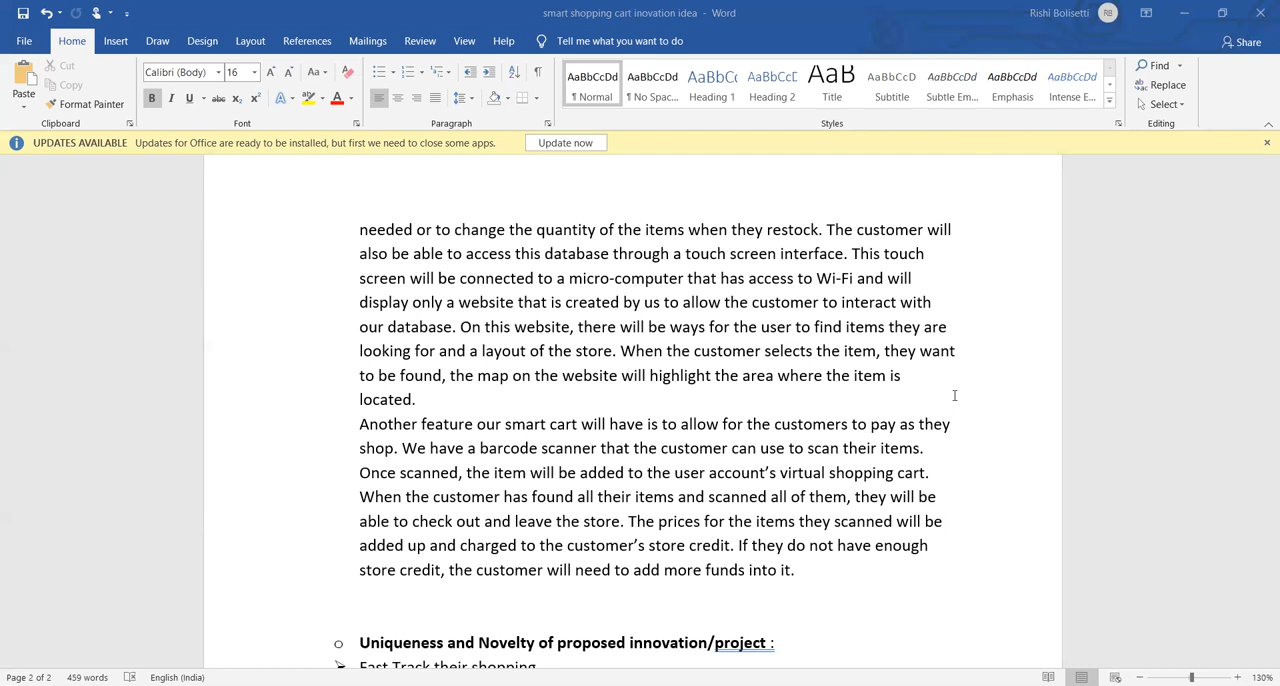 smart shopping cart inovation idea - Word
Rishi Bolisetti
RB
File Home Insert Draw Design Layout References Mailings Review View Help Tell me what you want to do
Share
Paste
Cut
Copy
Format Painter
Clipboard
Calibri (Body) 16
Aa
B I U abc x₂ x² A A
Font
Paragraph
AaBbCcDd AaBbCcDd AaBbCc AaBbCcD AaB AaBbCcD AaBbCcDd AaBbCcDd AaBbCcDd
¶ Normal ¶ No Spac... Heading 1 Heading 2 Title Subtitle Subtle Em... Emphasis Intense E...
Styles
Find
Replace
Select
Editing
UPDATES AVAILABLE Updates for Office are ready to be installed, but first we need to close some apps. Update now
needed or to change the quantity of the items when they restock. The customer will
also be able to access this database through a touch screen interface. This touch
screen will be connected to a micro-computer that has access to Wi-Fi and will
display only a website that is created by us to allow the customer to interact with
our database. On this website, there will be ways for the user to find items they are
looking for and a layout of the store. When the customer selects the item, they want
to be found, the map on the website will highlight the area where the item is
located.
Another feature our smart cart will have is to allow for the customers to pay as they
shop. We have a barcode scanner that the customer can use to scan their items.
Once scanned, the item will be added to the user account’s virtual shopping cart.
When the customer has found all their items and scanned all of them, they will be
able to check out and leave the store. The prices for the items they scanned will be
added up and charged to the customer’s store credit. If they do not have enough
store credit, the customer will need to add more funds into it.
o Uniqueness and Novelty of proposed innovation/project :
Fast Track their shopping
Page 2 of 2 459 words English (India)
130%